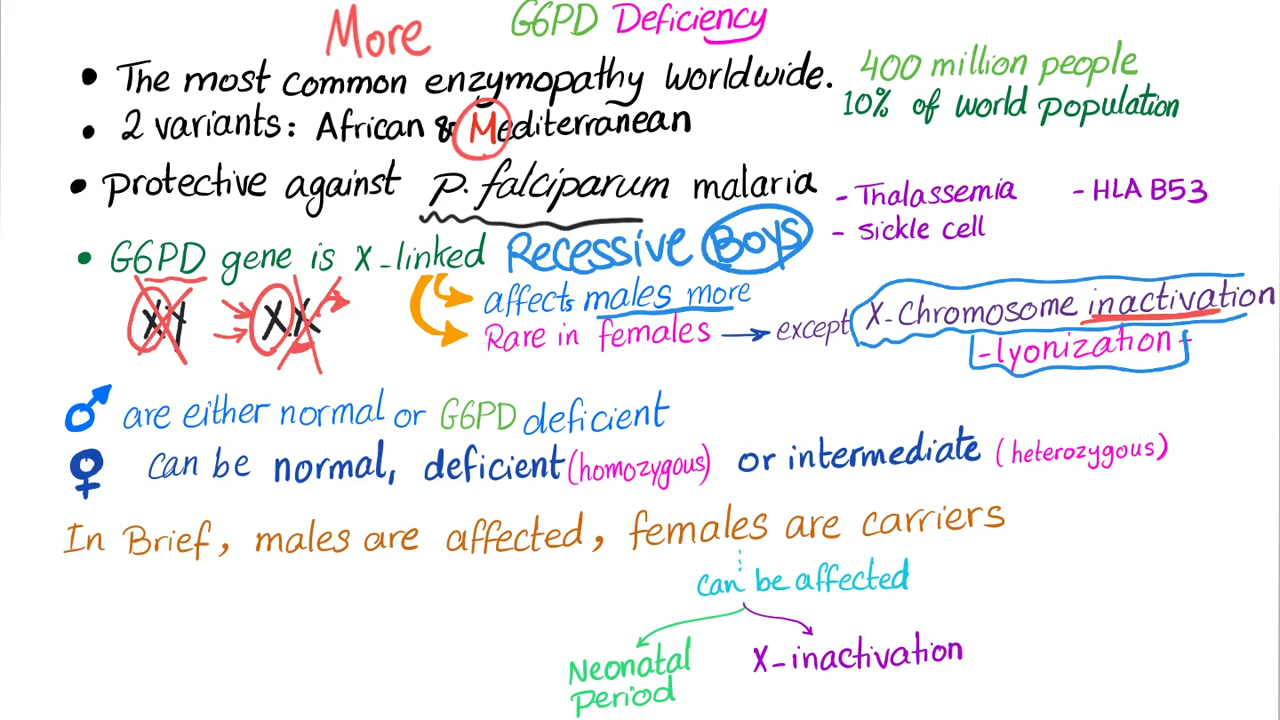 G6PD Deficiency
More
• The most common enzymopathy worldwide.
400 million people
10% of world population
• 2 variants: African & Mediterranean
• Protective against P. falciparum malaria
- Thalassemia - HLA B53
- sickle cell
• G6PD gene is X-linked Recessive Boys
XY XX
affects males more
Rare in females → except X-Chromosome inactivation
-lyonization-
♂ are either normal or G6PD deficient
♀ can be normal, deficient (homozygous) or intermediate (heterozygous)
In Brief, males are affected, females are carriers
can be affected
Neonatal Period
X-inactivation